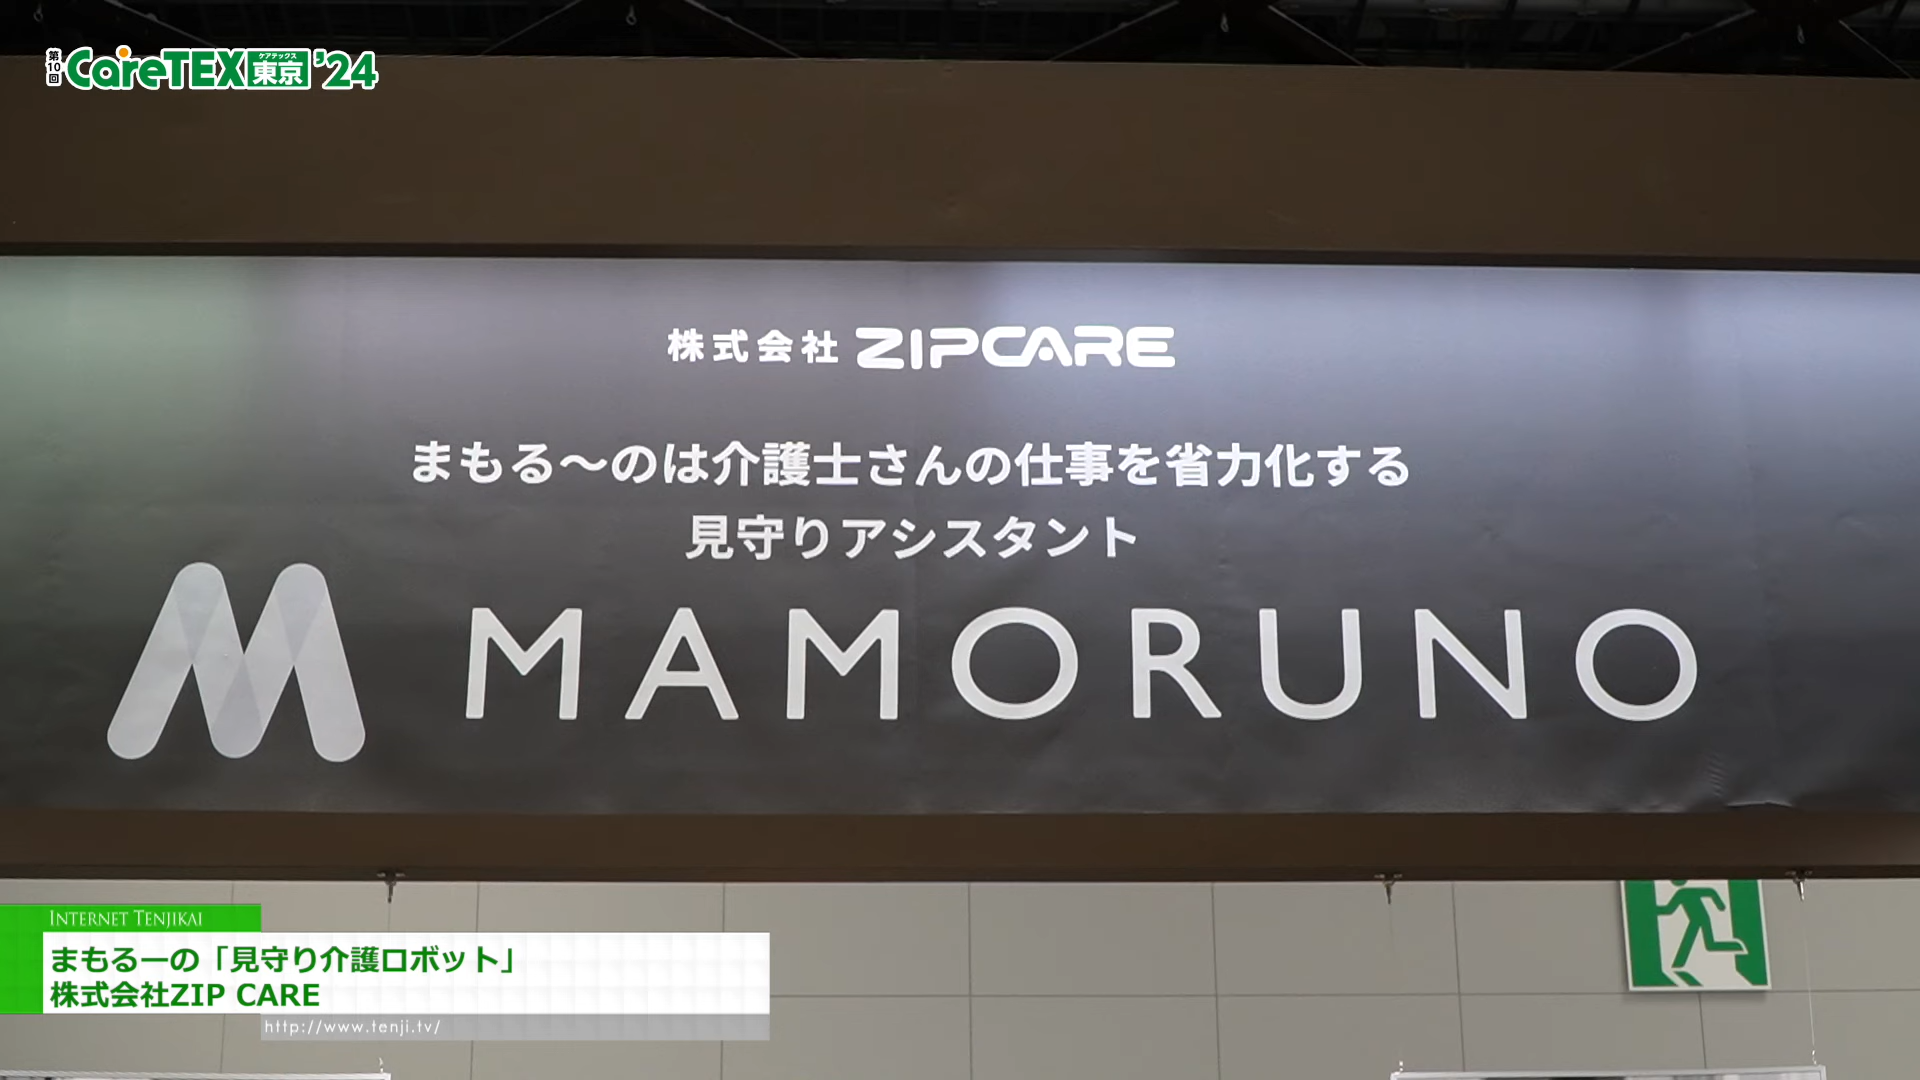 第10回 CareTEX ケアテックス 東京 '24
株式会社 ZIPCARE
まもる〜のは介護士さんの仕事を省力化する
見守りアシスタント
MAMORUNO
INTERNET TENJIKAI
まもるーの「見守り介護ロボット」
株式会社ZIP CARE
http://www.tenji.tv/